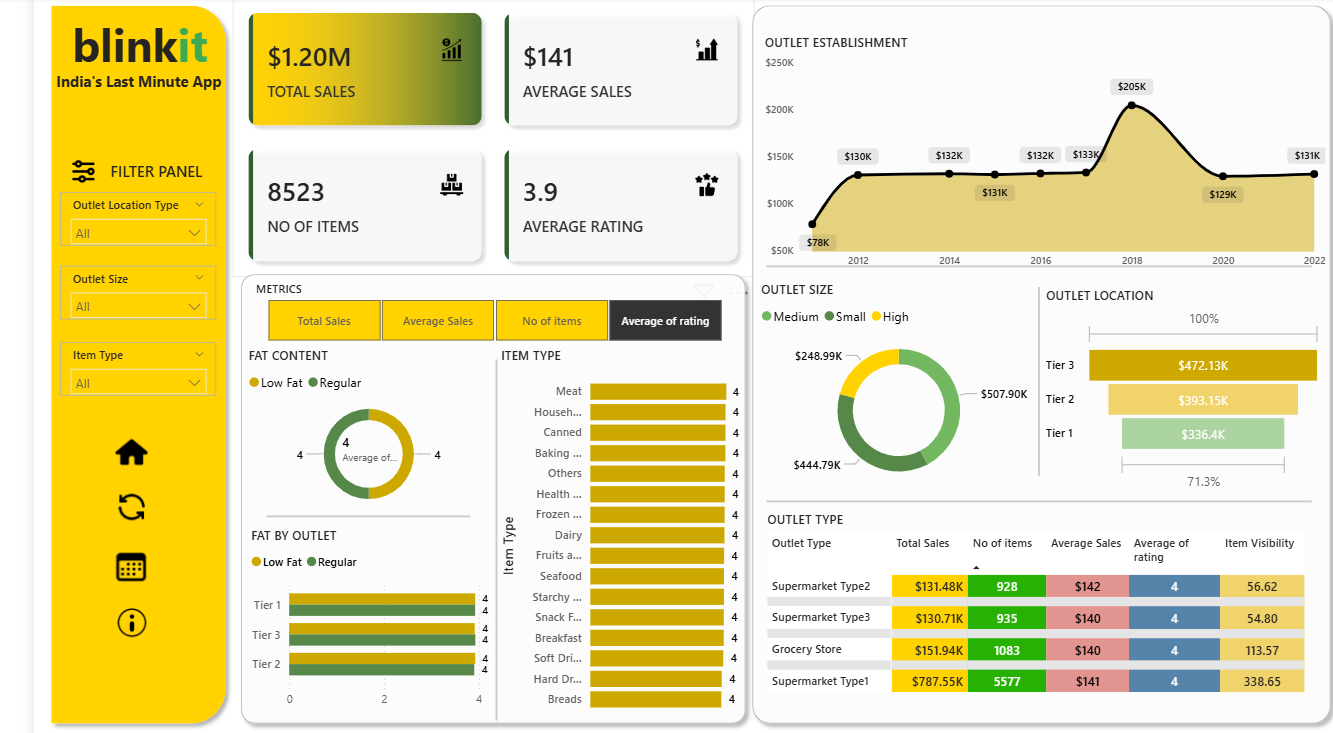 blinkit
India's Last Minute App
FILTER PANEL
Outlet Location Type
All
Outlet Size
All
Item Type
All
$1.20M
TOTAL SALES
$141
AVERAGE SALES
8523
NO OF ITEMS
3.9
AVERAGE RATING
METRICS
Total Sales
Average Sales
No of items
Average of rating
FAT CONTENT
Low Fat
Regular
4
4
Average of...
4
FAT BY OUTLET
Low Fat
Regular
Tier 1
4
4
Tier 3
4
4
Tier 2
4
4
0
2
4
ITEM TYPE
Item Type
Meat 4
Househ... 4
Canned 4
Baking ... 4
Others 4
Health ... 4
Frozen ... 4
Dairy 4
Fruits a... 4
Seafood 4
Starchy ... 4
Snack F... 4
Breakfast 4
Soft Dri... 4
Hard Dr... 4
Breads 4
OUTLET ESTABLISHMENT
$250K
$200K
$150K
$100K
$50K
$78K
$130K
$132K
$131K
$132K
$133K
$205K
$129K
$131K
2012
2014
2016
2018
2020
2022
OUTLET SIZE
Medium
Small
High
$248.99K
$507.90K
$444.79K
OUTLET LOCATION
100%
Tier 3 $472.13K
Tier 2 $393.15K
Tier 1 $336.4K
71.3%
OUTLET TYPE
Outlet Type Total Sales No of items Average Sales Average of rating Item Visibility
Supermarket Type2 $131.48K 928 $142 4 56.62
Supermarket Type3 $130.71K 935 $140 4 54.80
Grocery Store $151.94K 1083 $140 4 113.57
Supermarket Type1 $787.55K 5577 $141 4 338.65